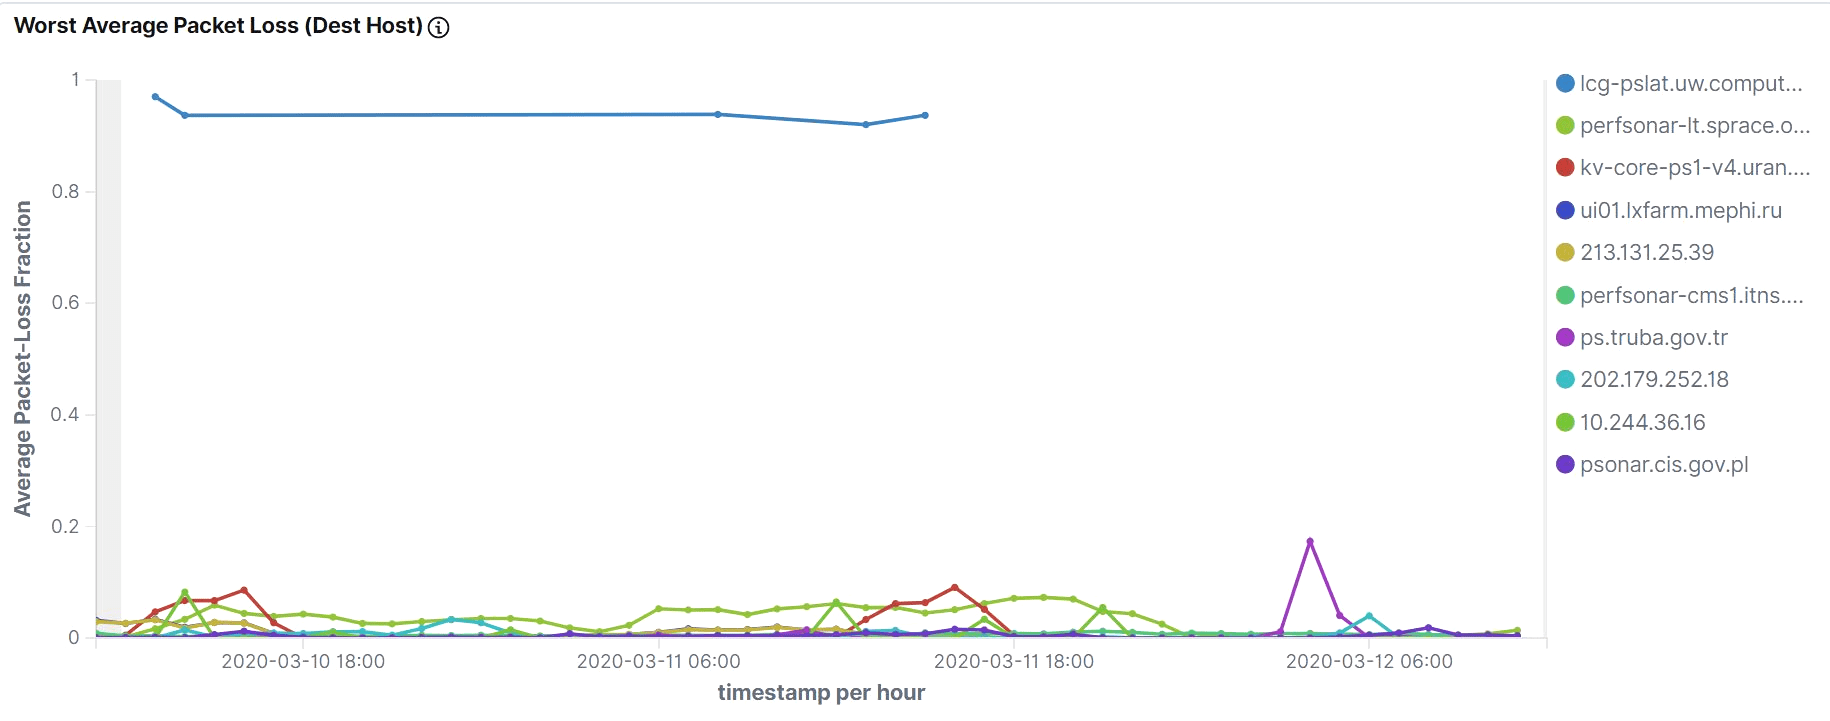 Worst Average Packet Loss (Dest Host)
Average Packet-Loss Fraction
1
0.8
0.6
0.4
0.2
0
2020-03-10 18:00
2020-03-11 06:00
2020-03-11 18:00
2020-03-12 06:00
timestamp per hour
lcg-pslat.uw.comput...
perfsonar-lt.sprace.o...
kv-core-ps1-v4.uran....
ui01.lxfarm.mephi.ru
213.131.25.39
perfsonar-cms1.itns....
ps.truba.gov.tr
202.179.252.18
10.244.36.16
psonar.cis.gov.pl